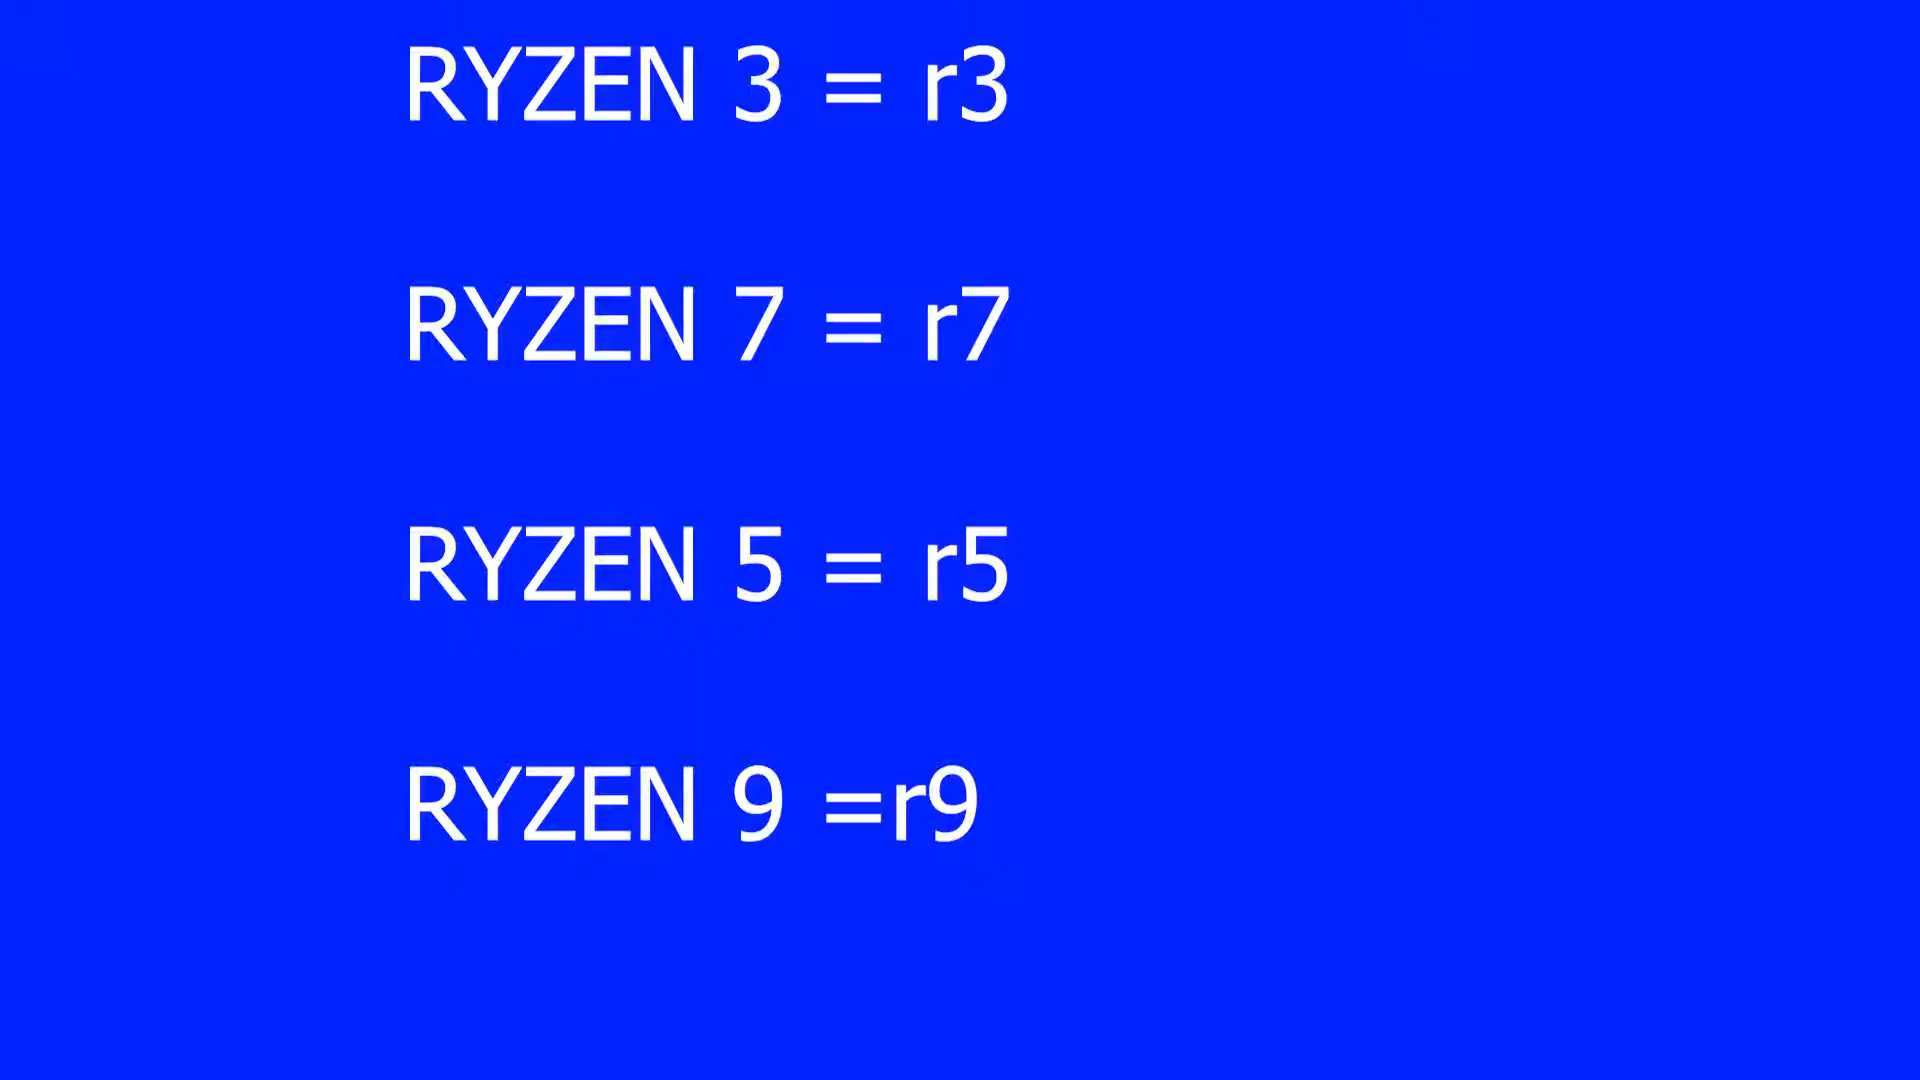 RYZEN 3 = r3
RYZEN 7 = r7
RYZEN 5 = r5
RYZEN 9 =r9